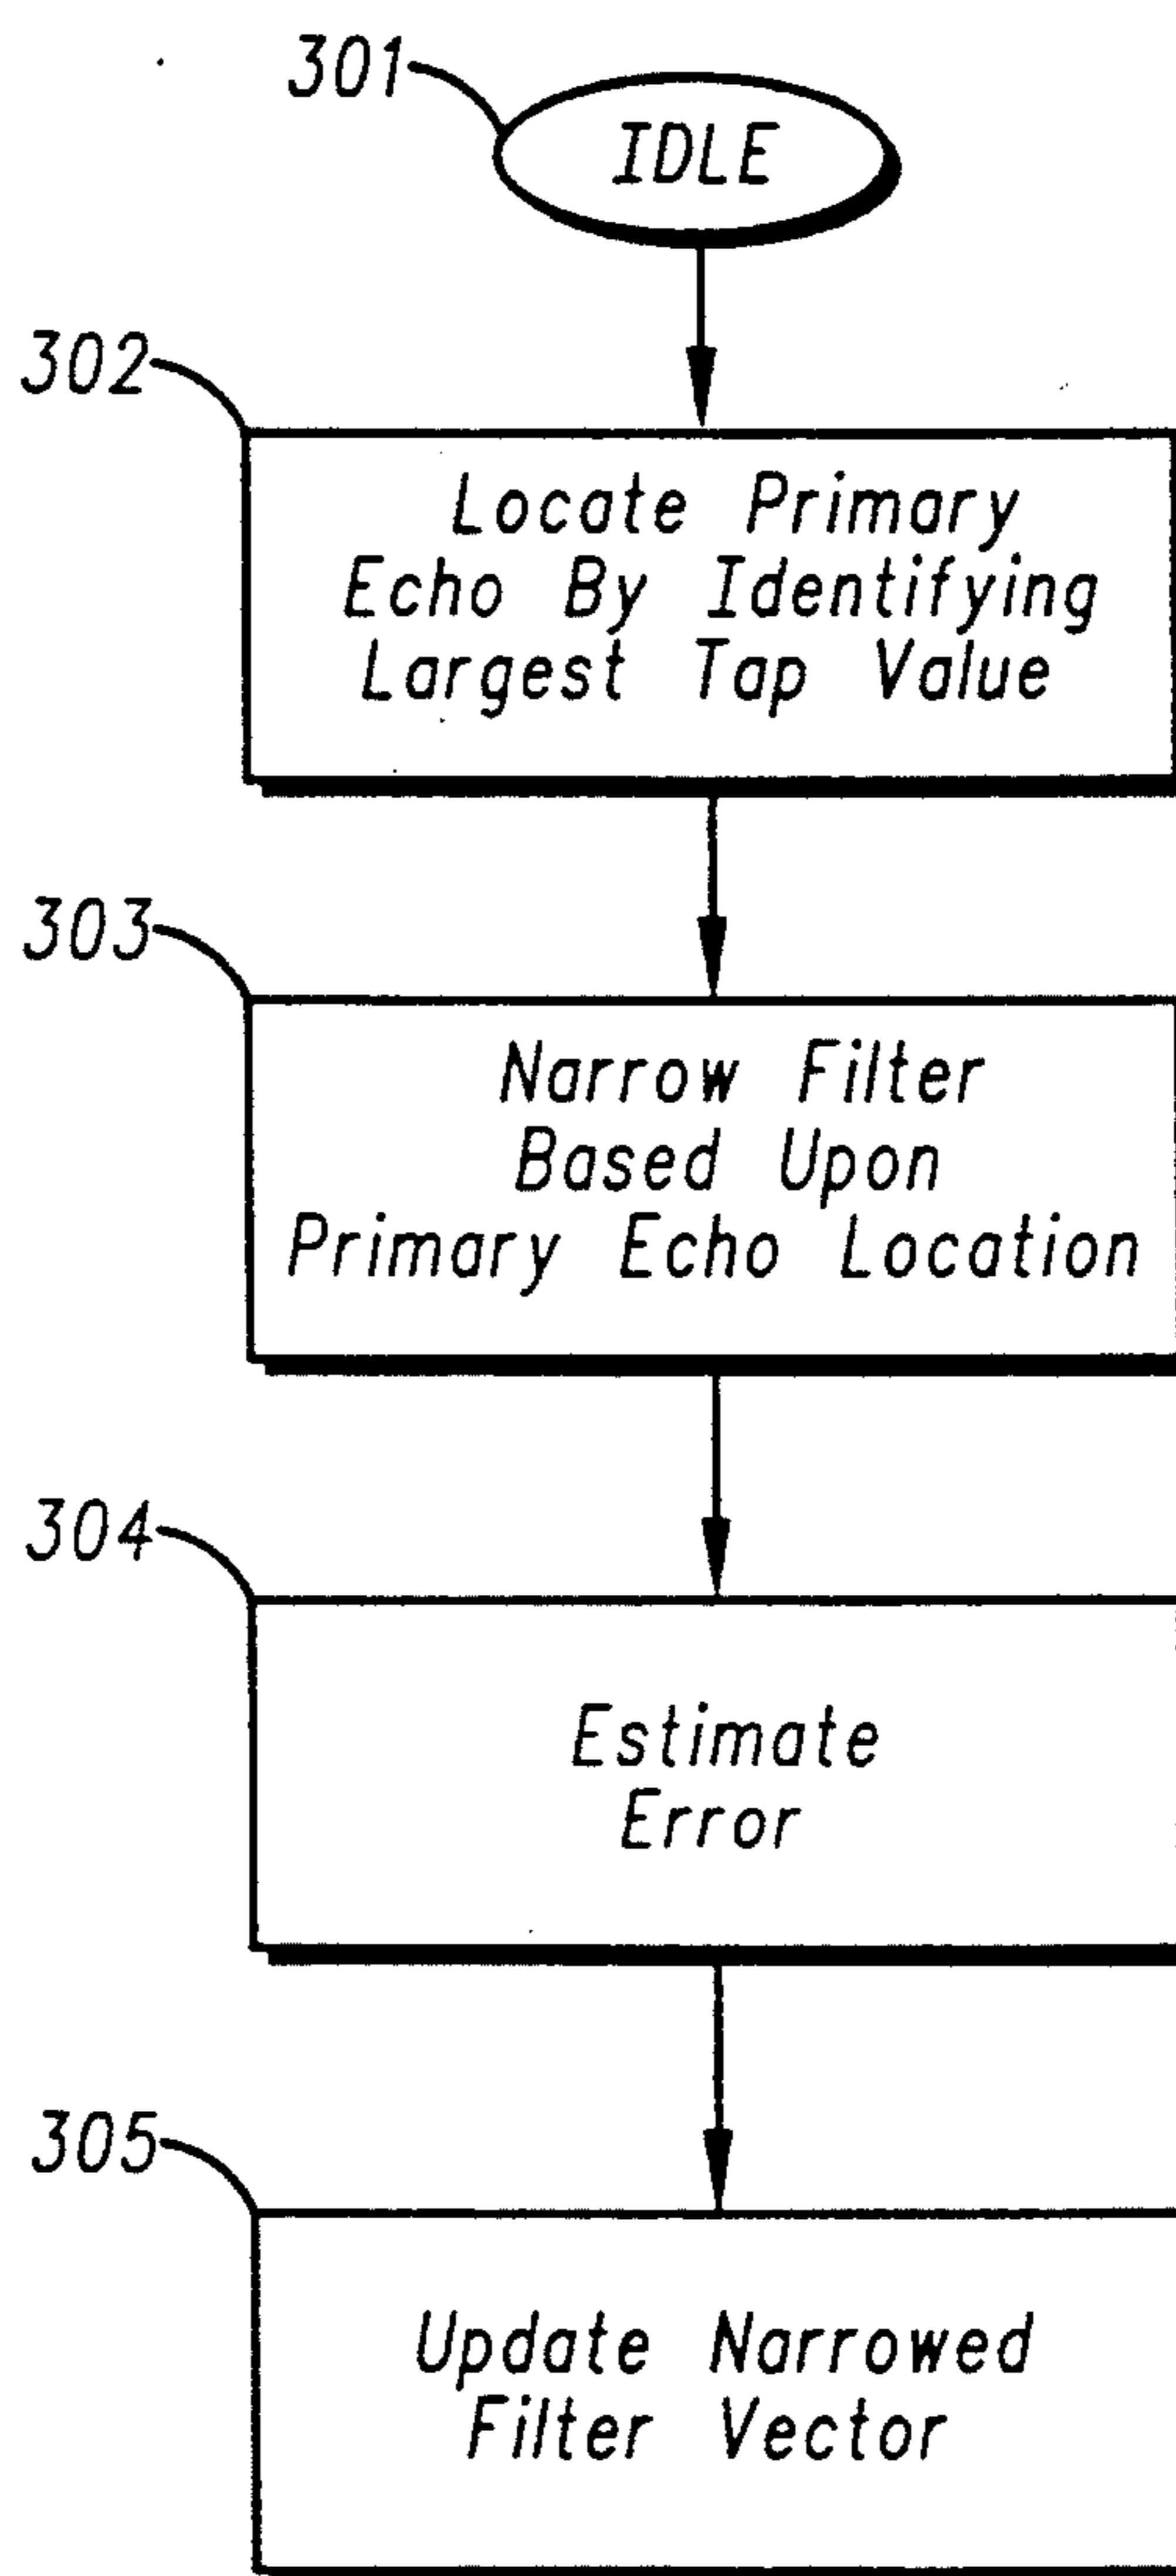 301
IDLE
302
Locate Primary
Echo By Identifying
Largest Tap Value
303
Narrow Filter
Based Upon
Primary Echo Location
304
Estimate
Error
305
Update Narrowed
Filter Vector